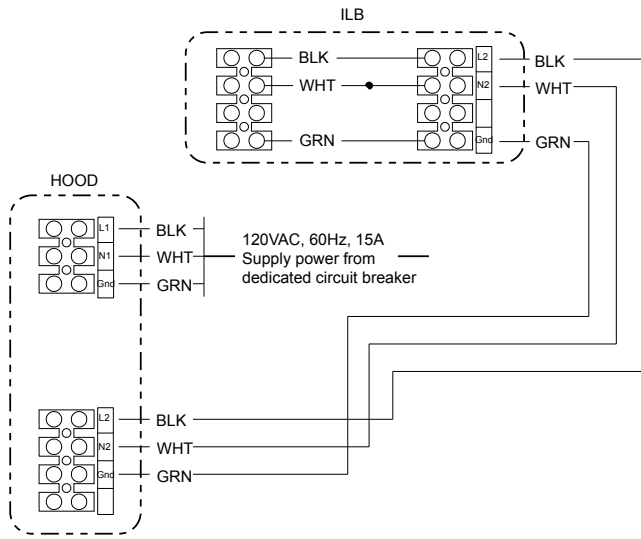 ILB
BLK L2 BLK
WHT N2 WHT
GRN Gnd GRN
HOOD
L1 BLK
N1 WHT
Gnd GRN
120VAC, 60Hz, 15A
Supply power from
dedicated circuit breaker
L2 BLK
N2 WHT
Gnd GRN